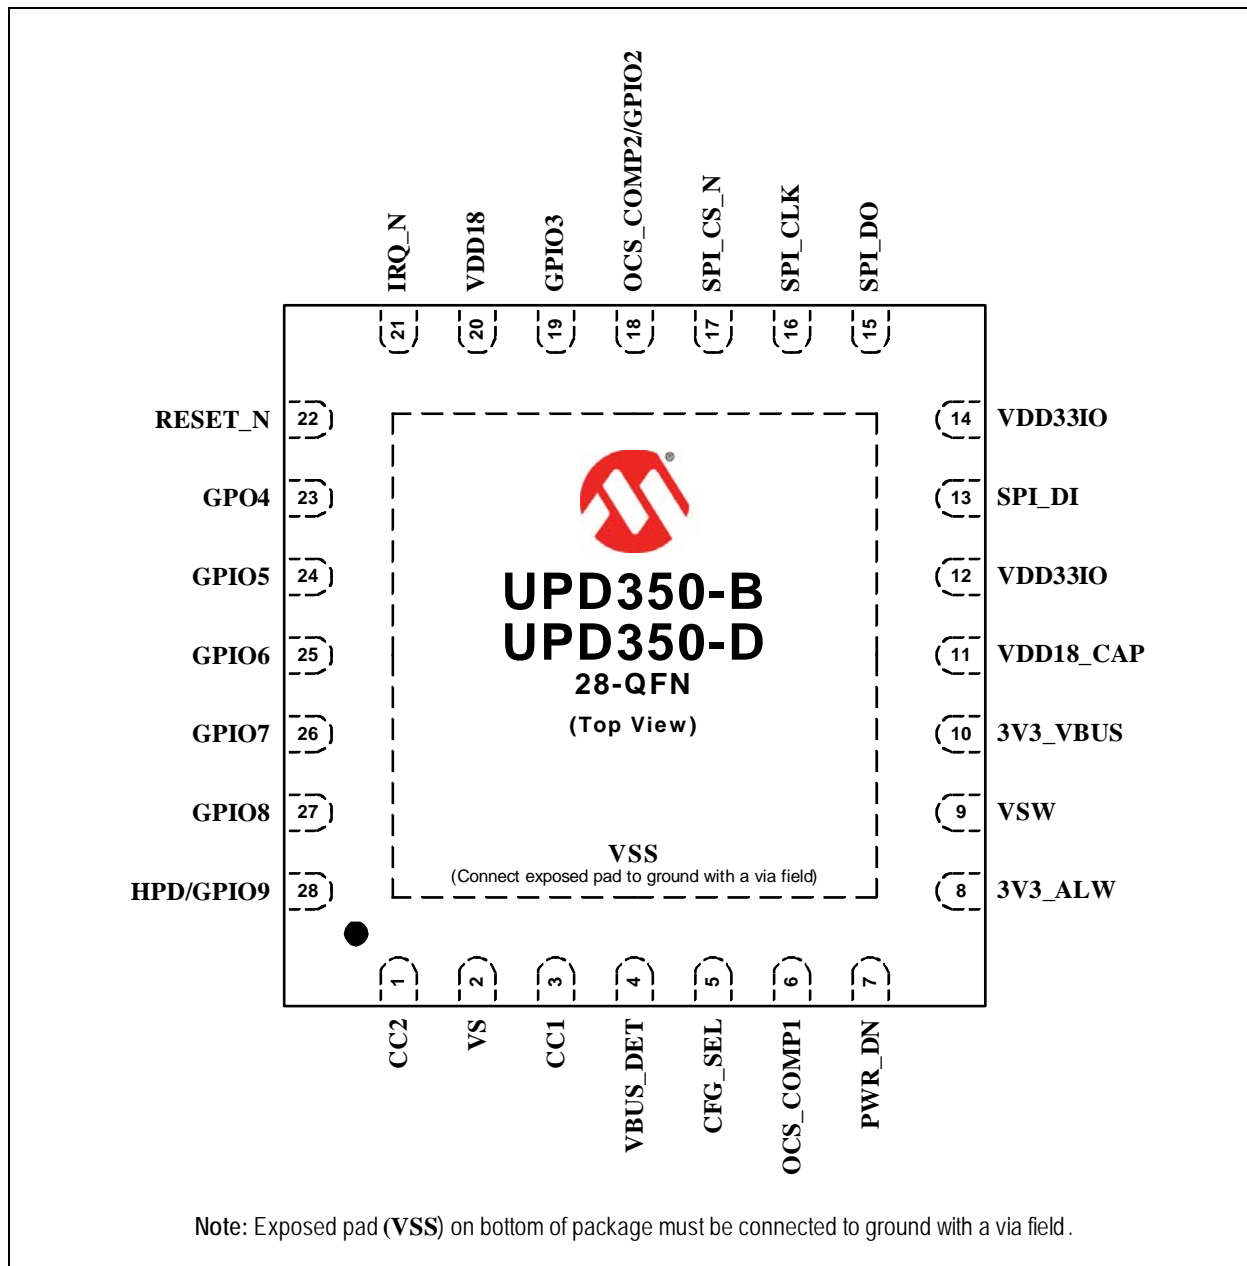 IRQ_N
VDD18
GPIO3
OCS_COMP2/GPIO2
SPI_CS_N
SPI_CLK
SPI_DO
21
20
19
18
17
16
15
RESET_N 22
GPO4 23
GPIO5 24
GPIO6 25
GPIO7 26
GPIO8 27
HPD/GPIO9 28
14 VDD33IO
13 SPI_DI
12 VDD33IO
11 VDD18_CAP
10 3V3_VBUS
9 VSW
8 3V3_ALW
®
UPD350-B
UPD350-D
28-QFN
(Top View)
VSS
(Connect exposed pad to ground with a via field)
1
2
3
4
5
6
7
CC2
VS
CC1
VBUS_DET
CFG_SEL
OCS_COMP1
PWR_DN
Note: Exposed pad (VSS) on bottom of package must be connected to ground with a via field.